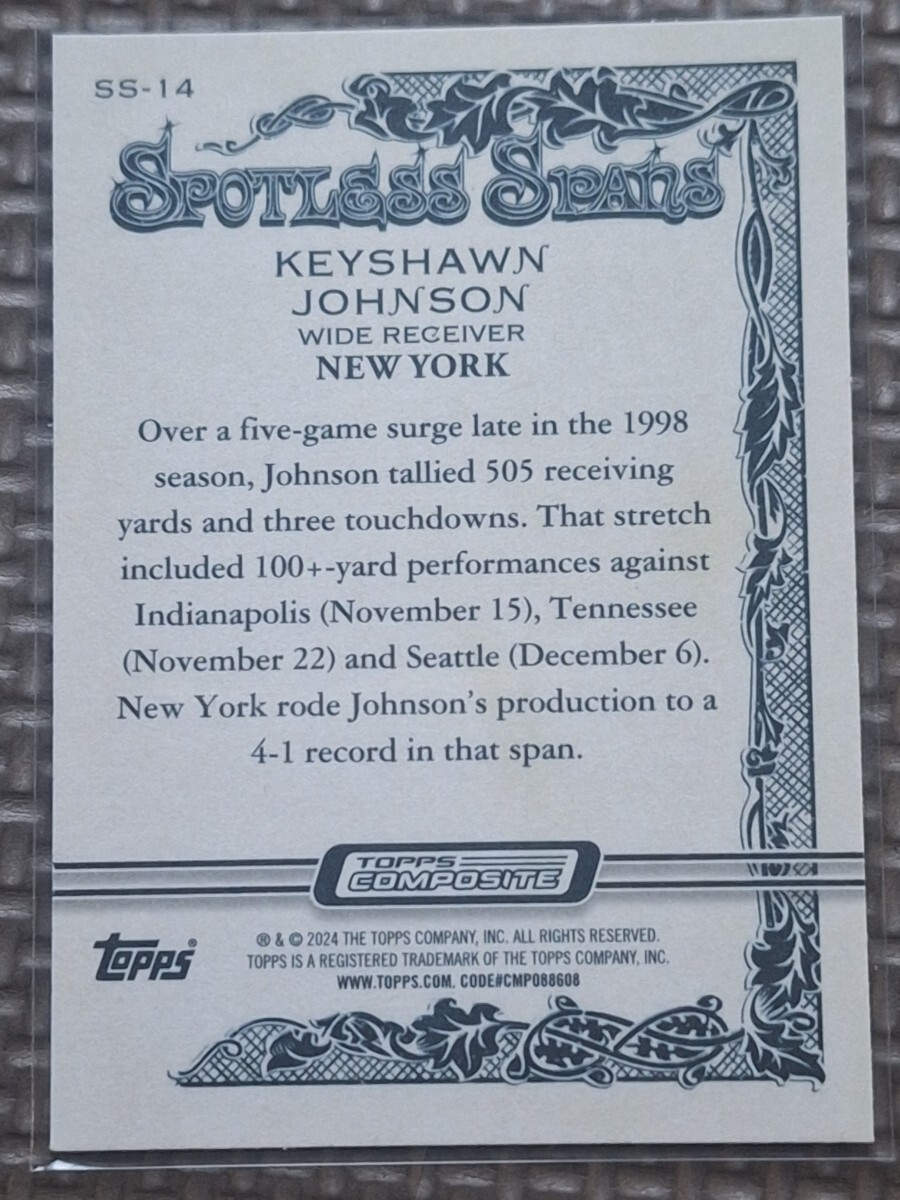 SS-14
SPOTLESS SPANS
KEYSHAWN
JOHNSON
WIDE RECEIVER
NEW YORK
Over a five-game surge late in the 1998
season, Johnson tallied 505 receiving
yards and three touchdowns. That stretch
included 100+-yard performances against
Indianapolis (November 15), Tennessee
(November 22) and Seattle (December 6).
New York rode Johnson's production to a
4-1 record in that span.
TOPPS
COMPOSITE
topps®
® & © 2024 THE TOPPS COMPANY, INC. ALL RIGHTS RESERVED.
TOPPS IS A REGISTERED TRADEMARK OF THE TOPPS COMPANY, INC.
WWW.TOPPS.COM. CODE#CMP088608